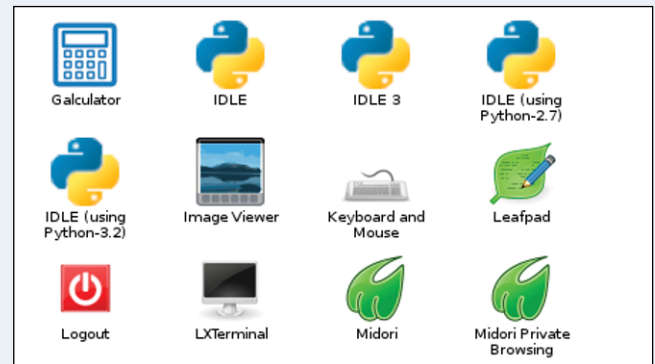 Galculator
IDLE
IDLE 3
IDLE (using
Python-2.7)
IDLE (using
Python-3.2)
Image Viewer
Keyboard and
Mouse
Leafpad
Logout
LXTerminal
Midori
Midori Private
Browsing